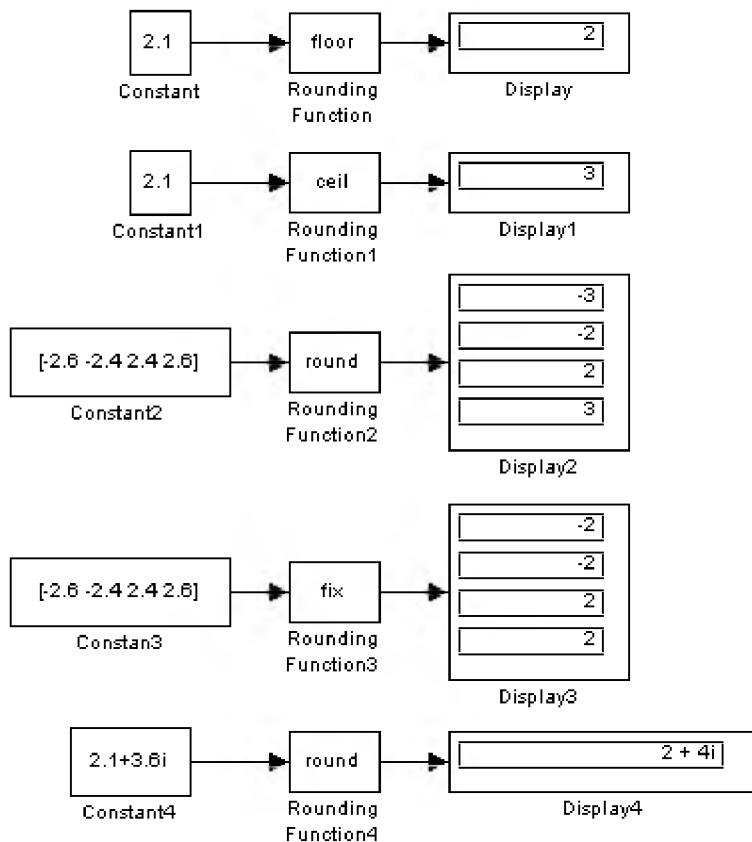 2.1 floor 2
Constant Rounding Function Display
2.1 ceil 3
Constant1 Rounding Function1 Display1
[-2.6 -2.4 2.4 2.6] round -3
-2
2
3
Constant2 Rounding Function2 Display2
[-2.6 -2.4 2.4 2.6] fix -2
-2
2
2
Constan3 Rounding Function3 Display3
2.1+3.6i round 2 + 4i
Constant4 Rounding Function4 Display4